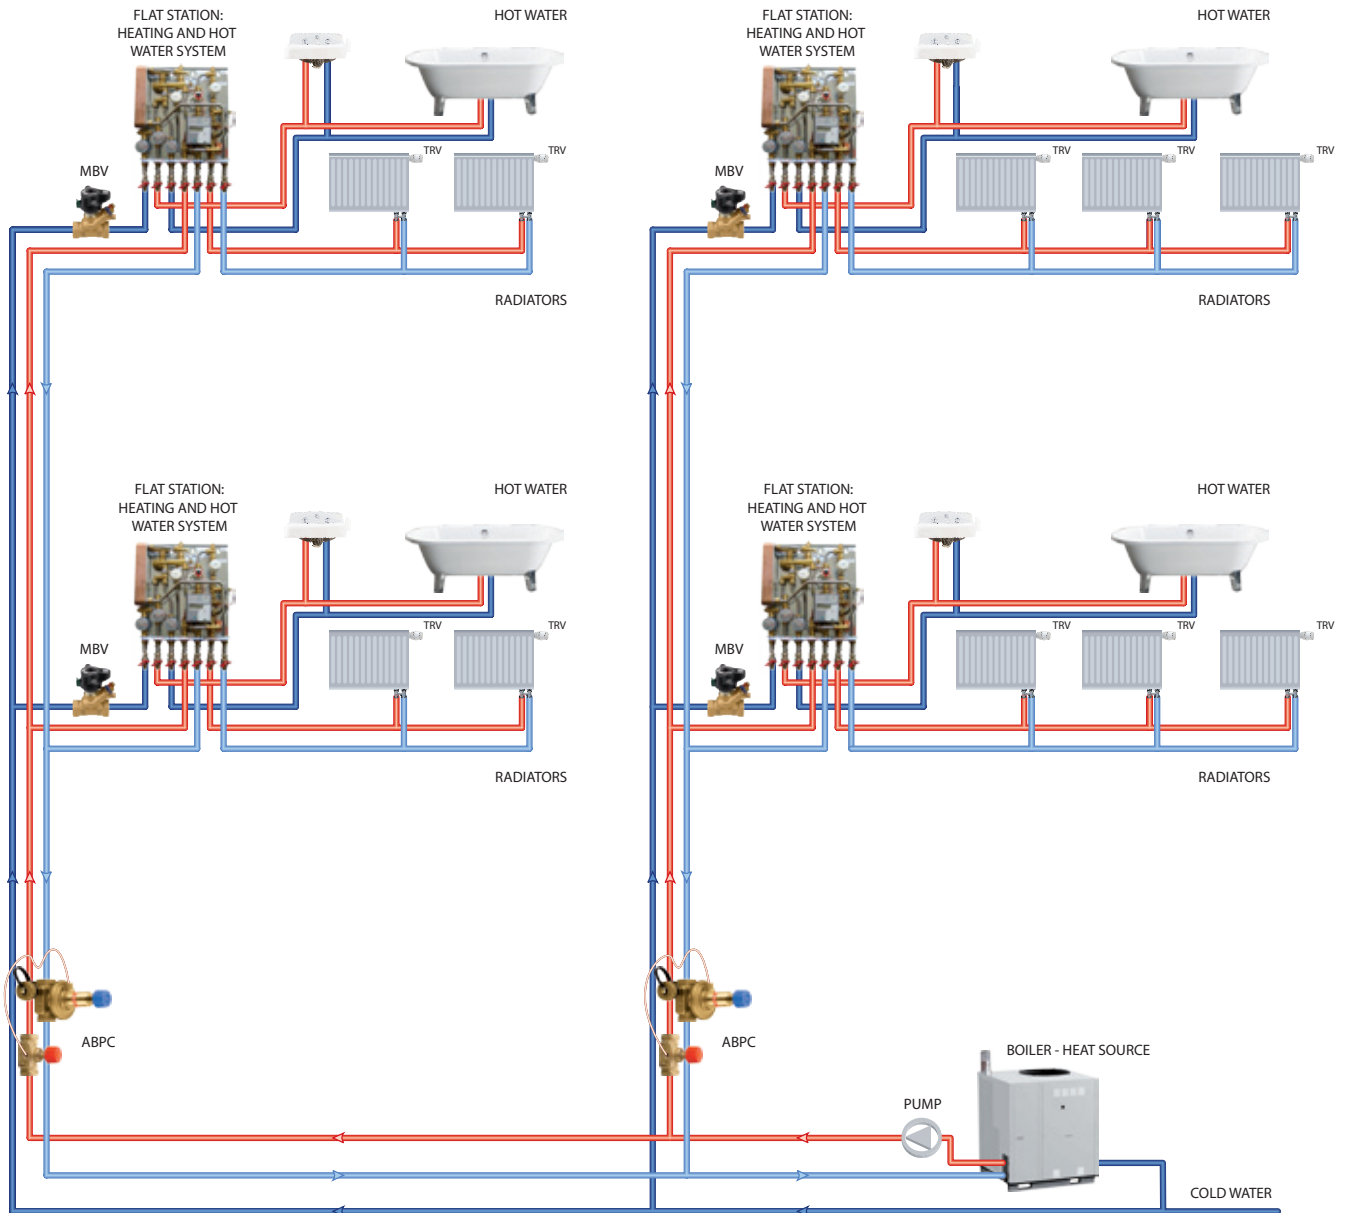 FLAT STATION:
HEATING AND HOT
WATER SYSTEM
HOT WATER
TRV
TRV
MBV
RADIATORS
FLAT STATION:
HEATING AND HOT
WATER SYSTEM
HOT WATER
TRV
TRV
TRV
MBV
RADIATORS
FLAT STATION:
HEATING AND HOT
WATER SYSTEM
HOT WATER
TRV
TRV
MBV
RADIATORS
FLAT STATION:
HEATING AND HOT
WATER SYSTEM
HOT WATER
TRV
TRV
TRV
MBV
RADIATORS
ABPC
ABPC
BOILER - HEAT SOURCE
PUMP
COLD WATER